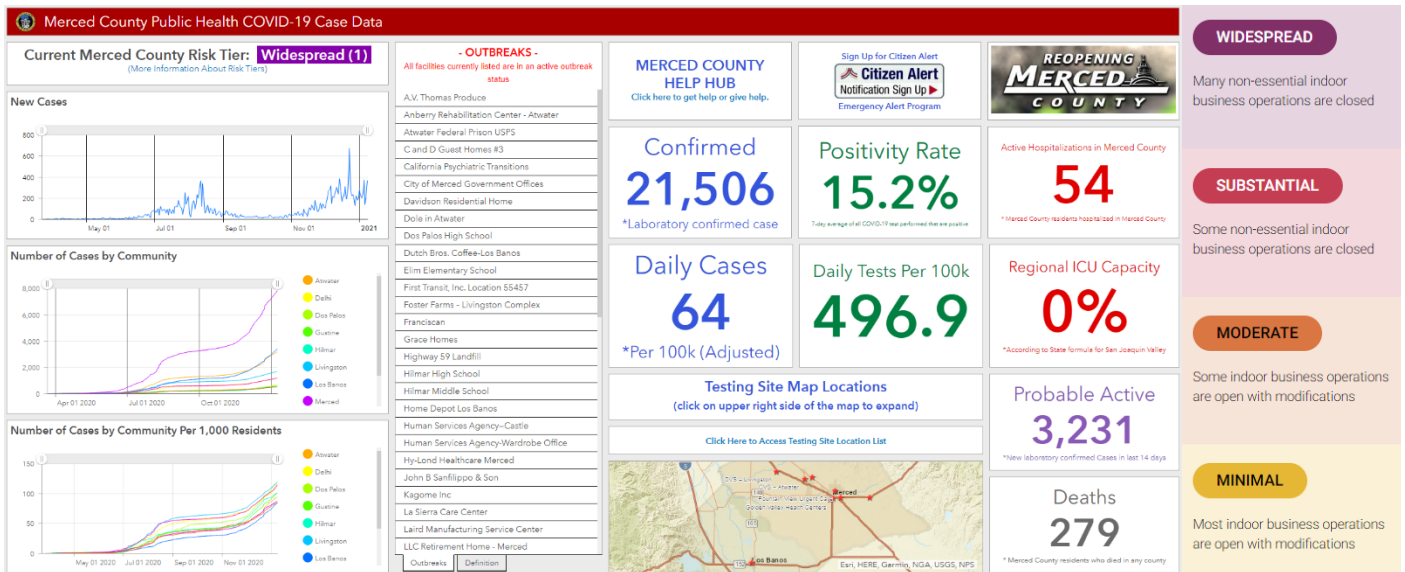 Merced County Public Health COVID-19 Case Data
Current Merced County Risk Tier: Widespread (1)
(More Information About Risk Tiers)
New Cases
800
600
400
200
0
May 01
Jul 01
Sep 01
Nov 01
2021
Number of Cases by Community
8,000
6,000
4,000
2,000
0
Apr 01 2020
Jul 01 2020
Oct 01 2020
Atwater
Delhi
Dos Palos
Gustine
Hilmar
Livingston
Los Banos
Merced
Number of Cases by Community Per 1,000 Residents
150
100
50
0
May 01 2020
Jul 01 2020
Sep 01 2020
Nov 01 2020
Atwater
Delhi
Dos Palos
Gustine
Hilmar
Livingston
Los Banos
- OUTBREAKS -
All facilities currently listed are in an active outbreak
status
A.V. Thomas Produce
Anberry Rehabilitation Center - Atwater
Atwater Federal Prison USPS
C and D Guest Homes #3
California Psychiatric Transitions
City of Merced Government Offices
Davidson Residential Home
Dole in Atwater
Dos Palos High School
Dutch Bros. Coffee-Los Banos
Elim Elementary School
First Transit, Inc. Location 55457
Foster Farms - Livingston Complex
Franciscan
Grace Homes
Highway 59 Landfill
Hilmar High School
Hilmar Middle School
Home Depot Los Banos
Human Services Agency--Castle
Human Services Agency-Wardrobe Office
Hy-Lond Healthcare Merced
John B Sanfilippo & Son
Kagome Inc
La Sierra Care Center
Laird Manufacturing Service Center
LLC Retirement Home - Merced
Outbreaks
Definition
MERCED COUNTY
HELP HUB
Click here to get help or give help.
Sign Up for Citizen Alert
Citizen Alert
Notification Sign Up
Emergency Alert Program
REOPENING
MERCED
COUNTY
Confirmed
21,506
*Laboratory confirmed case
Positivity Rate
15.2%
7-day average of all COVID-19 test performed that are positive
Active Hospitalizations in Merced County
54
* Merced County residents hospitalized in Merced County
Daily Cases
64
*Per 100k (Adjusted)
Daily Tests Per 100k
496.9
Regional ICU Capacity
0%
*According to State formula for San Joaquin Valley
Testing Site Map Locations
(click on upper right side of the map to expand)
Click Here to Access Testing Site Location List
CVS - Livingston
CVS - Atwater
Fountain View Urgent Care
Golden Valley Health Centers
Merced
5
140
165
152
Los Banos
Esri, HERE, Garmin, NGA, USGS, NPS
Probable Active
3,231
*New laboratory confirmed Cases in last 14 days
Deaths
279
* Merced County residents who died in any county
WIDESPREAD
Many non-essential indoor
business operations are closed
SUBSTANTIAL
Some non-essential indoor
business operations are closed
MODERATE
Some indoor business operations
are open with modifications
MINIMAL
Most indoor business operations
are open with modifications